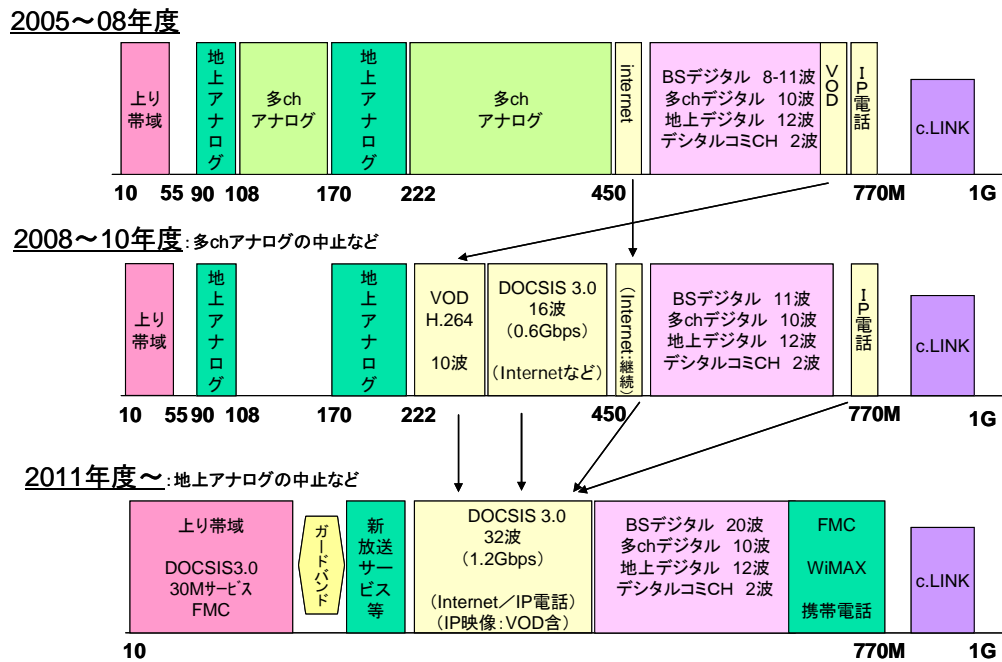 2005～08年度
上り
帯域
地上アナログ
多ch
アナログ
地上アナログ
多ch
アナログ
internet
BSデジタル 8-11波
多chデジタル 10波
地上デジタル 12波
デシタルコミCH 2波
VOD
IP電話
c.LINK
10 55 90 108 170 222 450 770M 1G
2008～10年度:多chアナログの中止など
上り
帯域
地上アナログ
地上アナログ
VOD
H.264
10波
DOCSIS 3.0
16波
(0.6Gbps)
(Internetなど)
(Internet:継続)
BSデジタル 11波
多chデジタル 10波
地上デジタル 12波
デシタルコミCH 2波
IP電話
c.LINK
10 55 90 108 170 222 450 770M 1G
2011年度～:地上アナログの中止など
上り帯域
DOCSIS3.0
30Mサービス
FMC
ガードバンド
新
放送
サー
ビス
等
DOCSIS 3.0
32波
(1.2Gbps)
(Internet／IP電話)
(IP映像:VOD含)
BSデジタル 20波
多chデジタル 10波
地上デジタル 12波
デシタルコミCH 2波
FMC
WiMAX
携帯電話
c.LINK
10 770M 1G